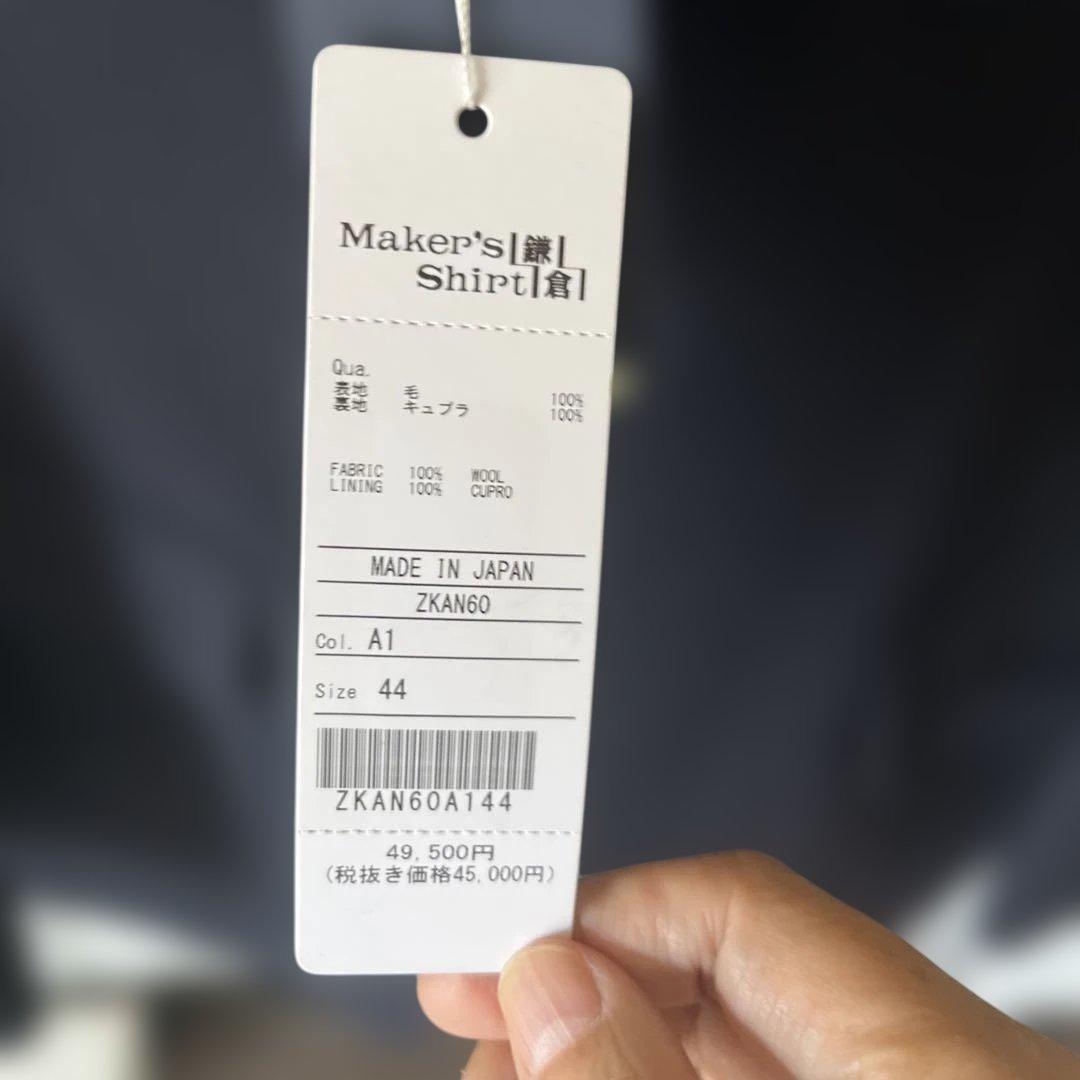 Maker's 鎌
Shirt 倉
Qua.
表地 毛 100%
裏地 キュプラ 100%
FABRIC 100% WOOL
LINING 100% CUPRO
MADE IN JAPAN
ZKAN60
Col. A1
Size 44
ZKAN60A144
49,500円
(税抜き価格45,000円)